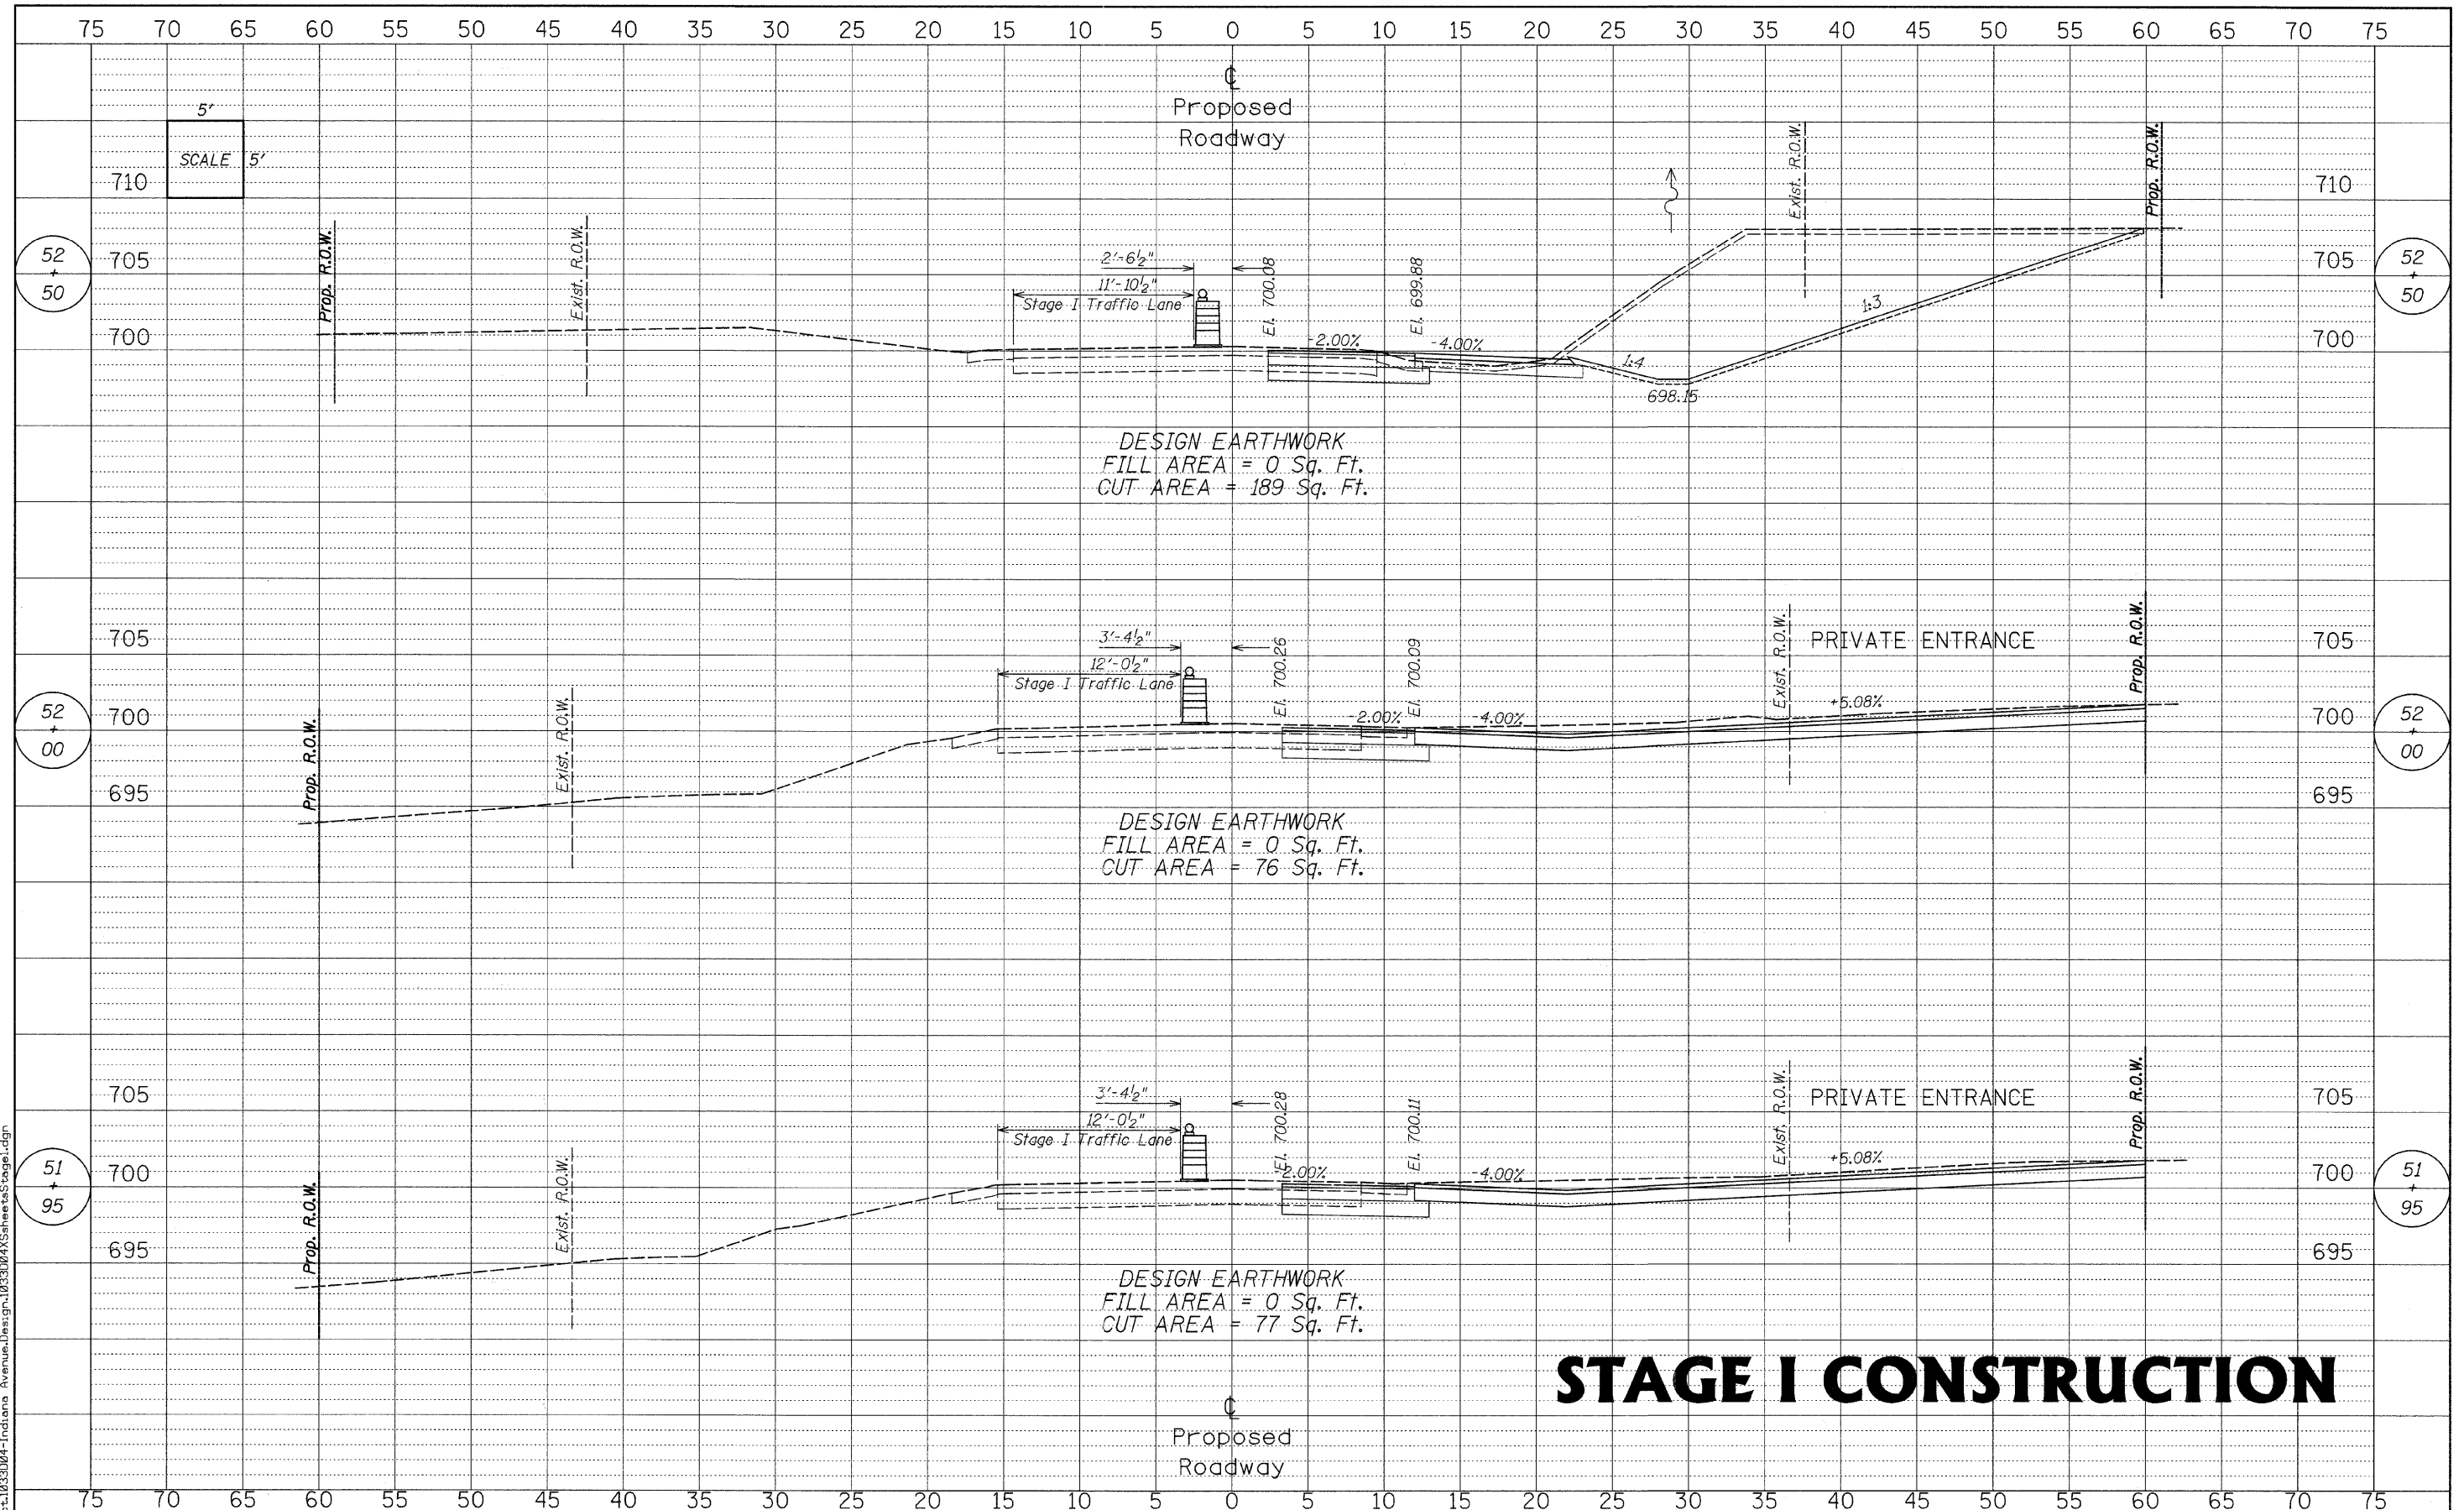 75 70 65 60 55 50 45 40 35 30 25 20 15 10 5 0 5 10 15 20 25 30 35 40 45 50 55 60 65 70 75
℄
Proposed
Roadway
5'
SCALE 5'
710 710
52 + 50
705 705
700 700
52 + 50
Prop. R.O.W.
Exist. R.O.W.
2'-6½"
11'-10½"
Stage I Traffic Lane
El. 700.08
-2.00%
El. 699.88
-4.00%
1:4
698.15
1:3
Exist. R.O.W.
Prop. R.O.W.
DESIGN EARTHWORK
FILL AREA = 0 Sq. Ft.
CUT AREA = 189 Sq. Ft.
52 + 00
705 705
700 700
695 695
52 + 00
Prop. R.O.W.
Exist. R.O.W.
3'-4½"
12'-0½"
Stage I Traffic Lane
El. 700.26
-2.00%
El. 700.09
-4.00%
Exist. R.O.W.
PRIVATE ENTRANCE
+5.08%
Prop. R.O.W.
DESIGN EARTHWORK
FILL AREA = 0 Sq. Ft.
CUT AREA = 76 Sq. Ft.
51 + 95
705 705
700 700
695 695
51 + 95
Prop. R.O.W.
Exist. R.O.W.
3'-4½"
12'-0½"
Stage I Traffic Lane
El. 700.28
-2.00%
El. 700.11
-4.00%
Exist. R.O.W.
PRIVATE ENTRANCE
+5.08%
Prop. R.O.W.
DESIGN EARTHWORK
FILL AREA = 0 Sq. Ft.
CUT AREA = 77 Sq. Ft.
STAGE I CONSTRUCTION
℄
Proposed
Roadway
75 70 65 60 55 50 45 40 35 30 25 20 15 10 5 0 5 10 15 20 25 30 35 40 45 50 55 60 65 70 75